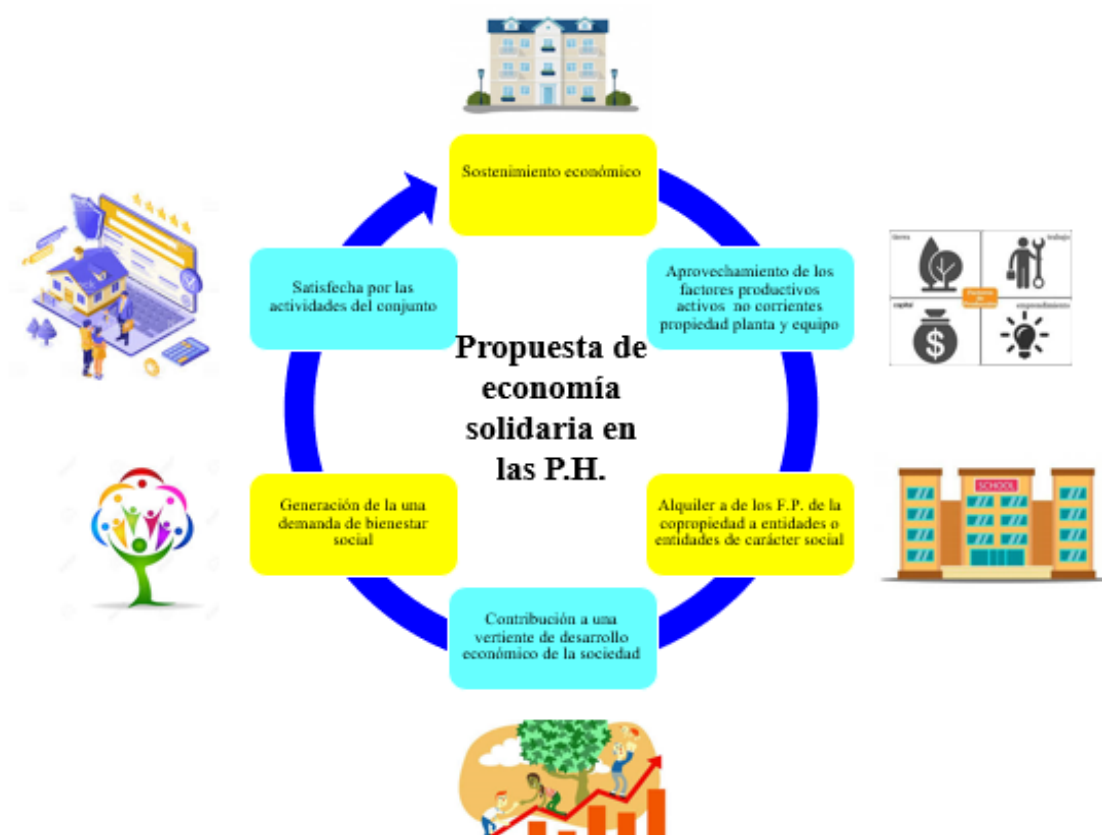 Sostenimiento económico
Aprovechamiento de los
factores productivos
activos no corrientes
propiedad planta y equipo
tierra
trabajo
capital
emprendimiento
Alquiler a de los F.P. de la
copropiedad a entidades o
entidades de carácter social
SCHOOL
Contribución a una
vertiente de desarrollo
económico de la sociedad
Generación de la una
demanda de bienestar
social
Satisfecha por las
actividades del conjunto
Propuesta de
economía
solidaria en
las P.H.